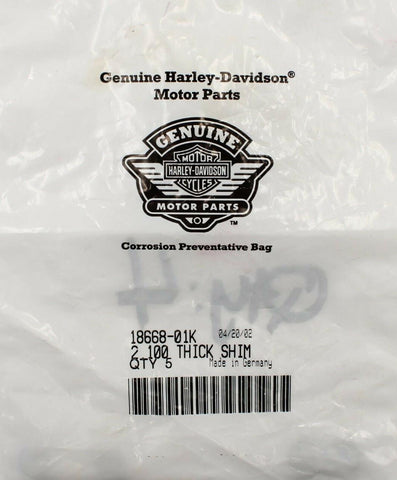 Genuine Harley-Davidson®
Motor Parts
GENUINE
MOTOR
HARLEY-DAVIDSON
CYCLES
MOTOR PARTS
TM
Corrosion Preventative Bag
18668-01K 04/20/02
2.100 THICK SHIM
QTY 5 Made in Germany